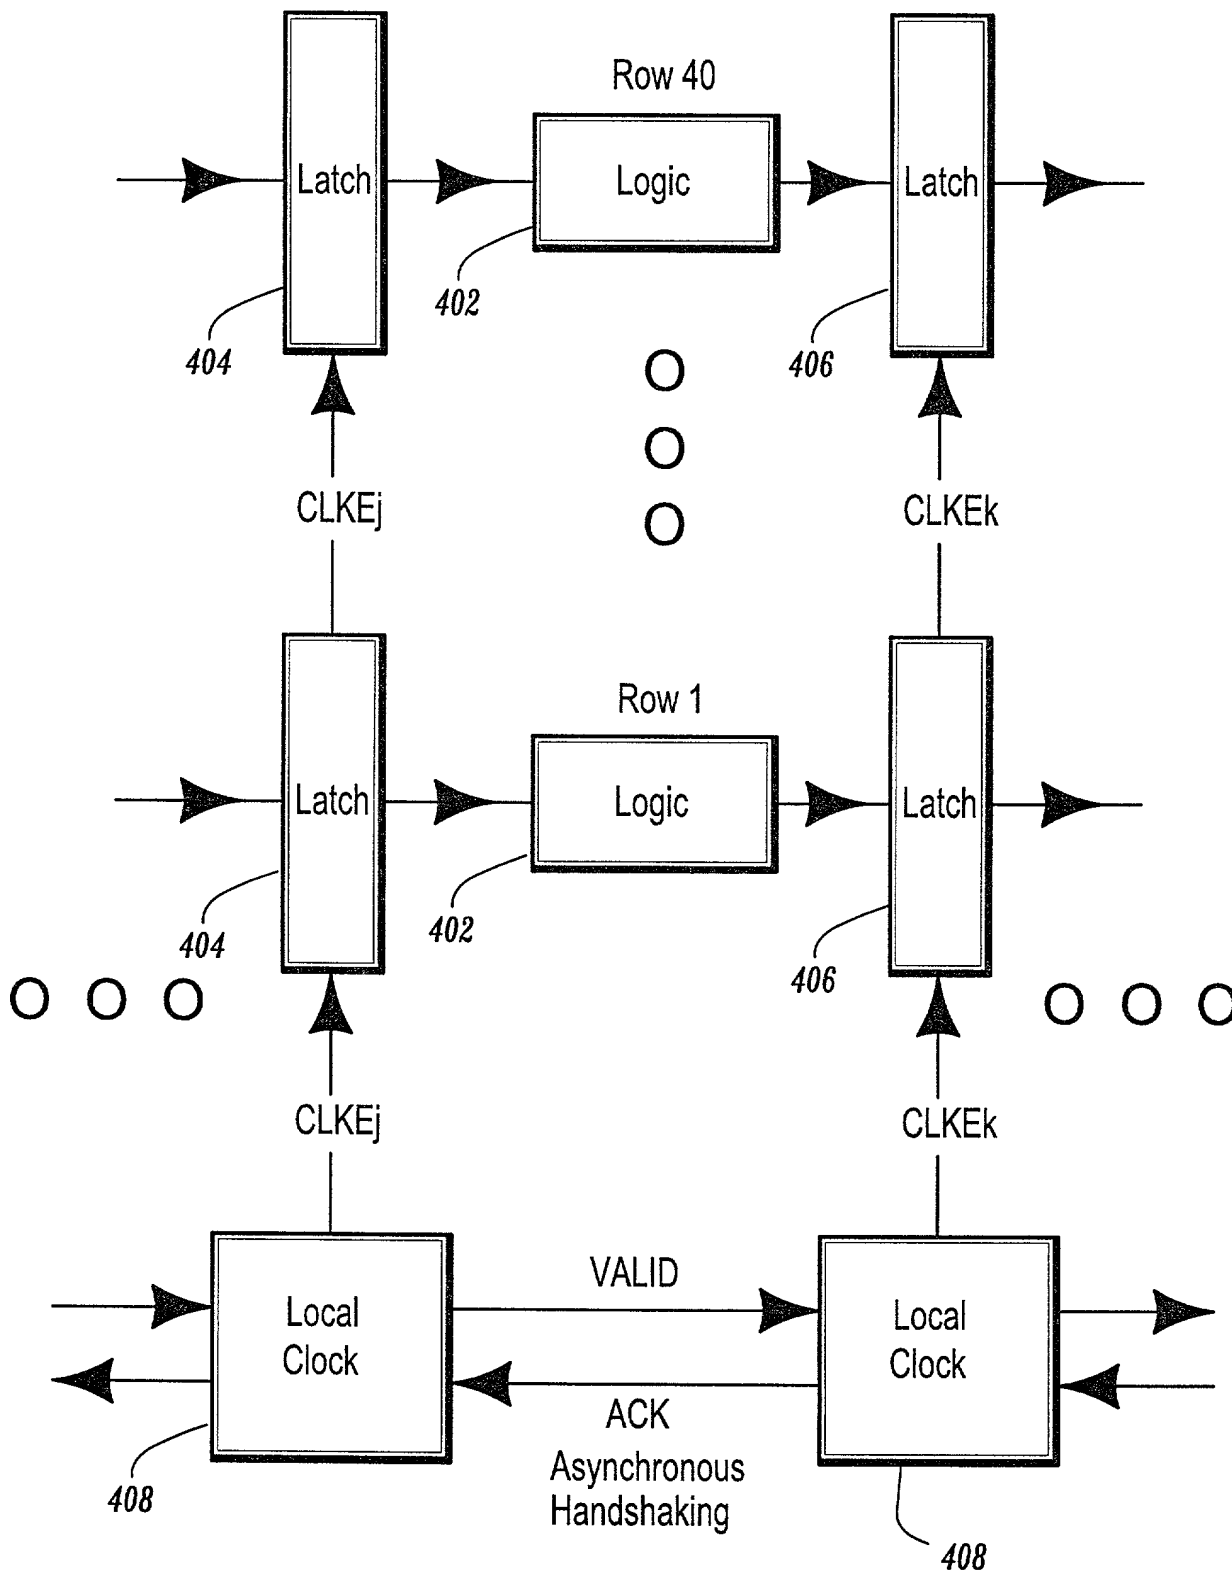 Row 40
Latch
Logic
Latch
404
402
406
CLKEj
CLKEk
Row 1
Latch
Logic
Latch
404
402
406
CLKEj
CLKEk
VALID
Local
Clock
Local
Clock
ACK
Asynchronous
Handshaking
408
408